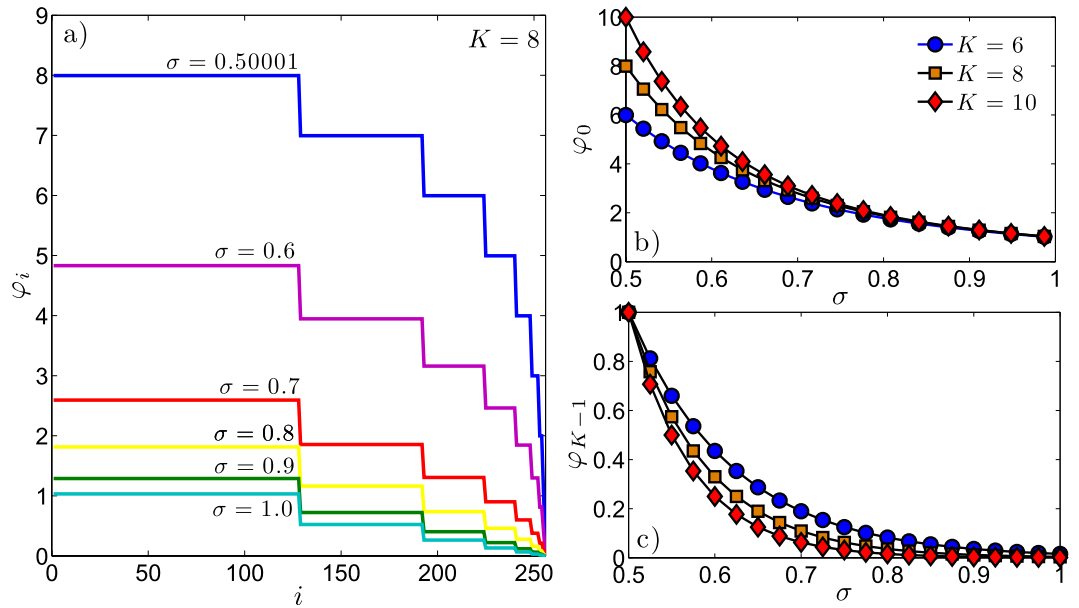 a)
K = 8
9
8
7
6
5
4
3
2
1
0
φ_i
σ = 0.50001
σ = 0.6
σ = 0.7
σ = 0.8
σ = 0.9
σ = 1.0
0 50 100 150 200 250
i
b)
10
8
6
4
2
0
φ_0
K = 6
K = 8
K = 10
0.5 0.6 0.7 0.8 0.9 1
σ
c)
1
0.8
0.6
0.4
0.2
0
φ_{K−1}
0.5 0.6 0.7 0.8 0.9 1
σ